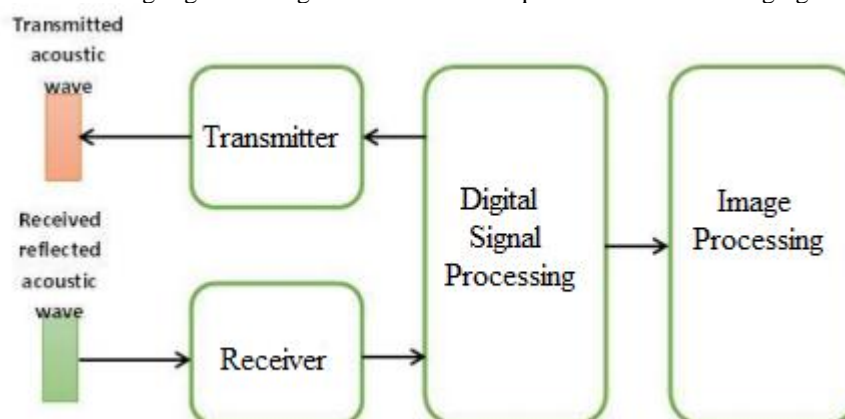 Transmitted
acoustic
wave
Transmitter
Received
reflected
acoustic
wave
Receiver
Digital
Signal
Processing
Image
Processing